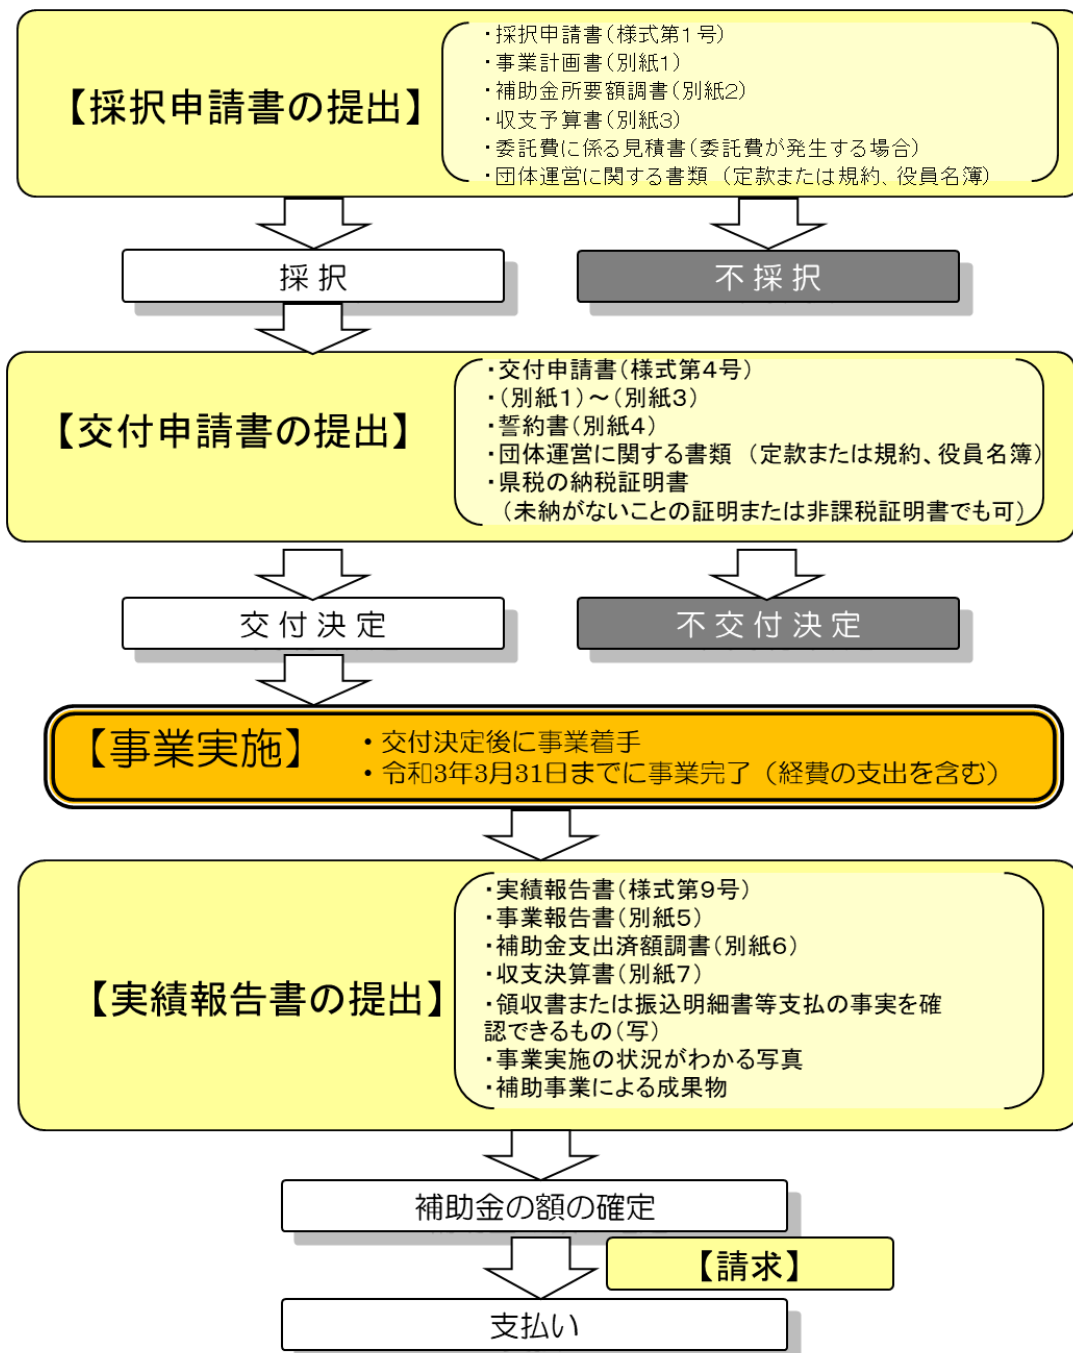 【採択申請書の提出】
・採択申請書(様式第1号)
・事業計画書(別紙1)
・補助金所要額調書(別紙2)
・収支予算書(別紙3)
・委託費に係る見積書(委託費が発生する場合)
・団体運営に関する書類 (定款または規約、役員名簿)
採 択
不 採 択
【交付申請書の提出】
・交付申請書(様式第4号)
・(別紙1)～(別紙3)
・誓約書(別紙4)
・団体運営に関する書類 (定款または規約、役員名簿)
・県税の納税証明書
(未納がないことの証明または非課税証明書でも可)
交 付 決 定
不 交 付 決 定
【事業実施】
・交付決定後に事業着手
・令和3年3月31日までに事業完了（経費の支出を含む）
【実績報告書の提出】
・実績報告書(様式第9号)
・事業報告書(別紙5)
・補助金支出済額調書(別紙6)
・収支決算書(別紙7)
・領収書または振込明細書等支払の事実を確
認できるもの(写)
・事業実施の状況がわかる写真
・補助事業による成果物
補助金の額の確定
【請求】
支払い